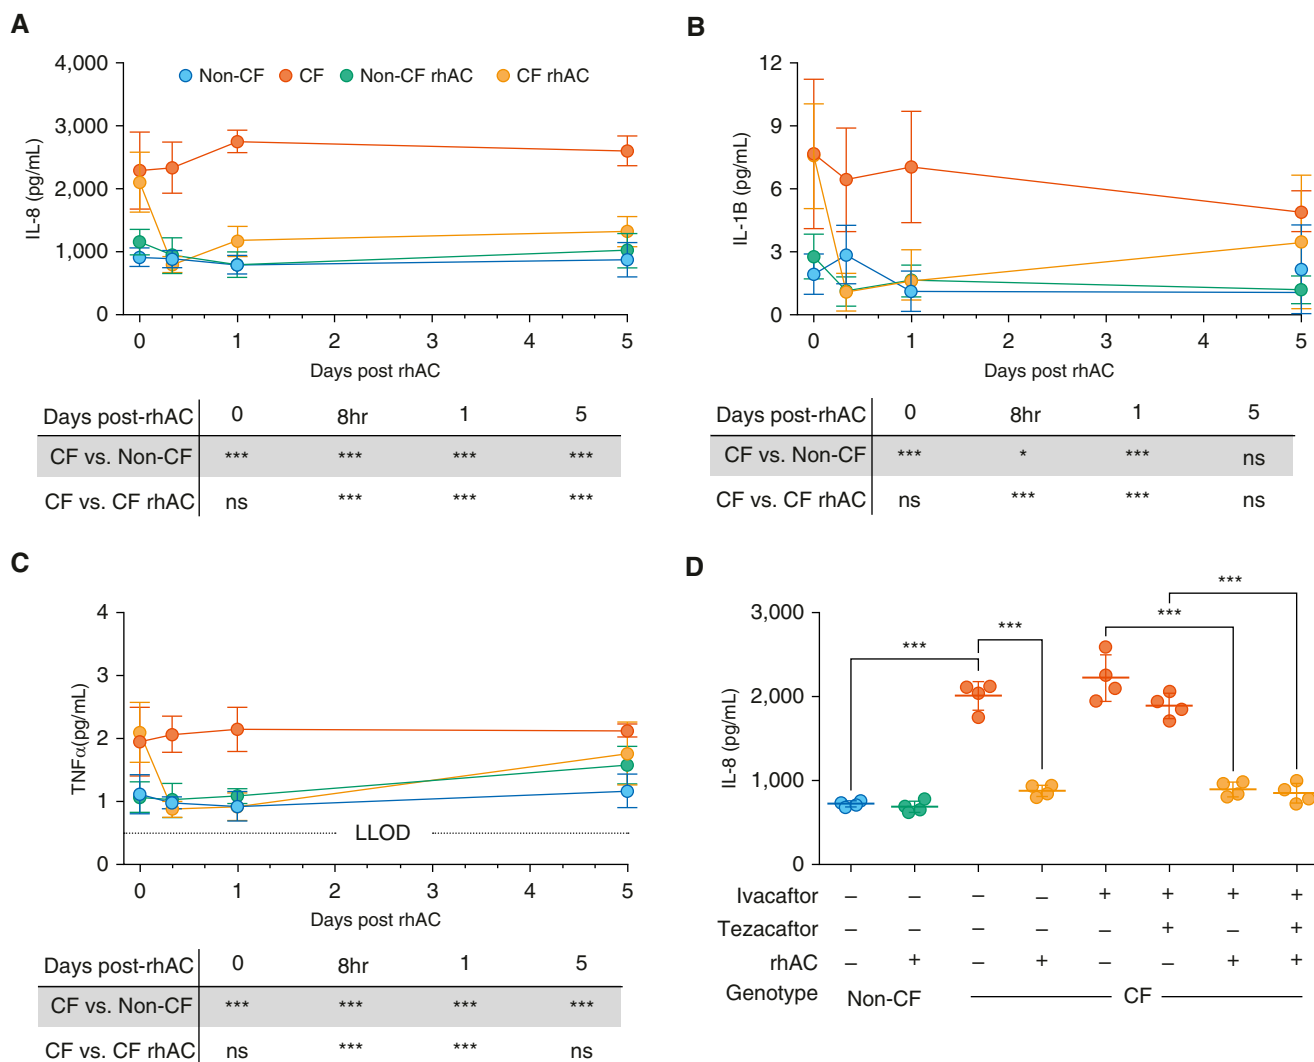 A
4,000
3,000
2,000
1,000
0
IL-8 (pg/mL)
Non-CF CF Non-CF rhAC CF rhAC
0 1 2 3 4 5
Days post rhAC
Days post-rhAC 0 8hr 1 5
CF vs. Non-CF *** *** *** ***
CF vs. CF rhAC ns *** *** ***
B
12
9
6
3
0
IL-1B (pg/mL)
0 1 2 3 4 5
Days post rhAC
Days post-rhAC 0 8hr 1 5
CF vs. Non-CF *** * *** ns
CF vs. CF rhAC ns *** *** ns
C
4
3
2
1
0
TNFα(pg/mL)
LLOD
0 1 2 3 4 5
Days post rhAC
Days post-rhAC 0 8hr 1 5
CF vs. Non-CF *** *** *** ***
CF vs. CF rhAC ns *** *** ns
D
3,000
2,000
1,000
0
IL-8 (pg/mL)
*** *** *** ***
Ivacaftor – – – – + + + +
Tezacaftor – – – – – + – +
rhAC – + – + – – + +
Genotype Non-CF CF